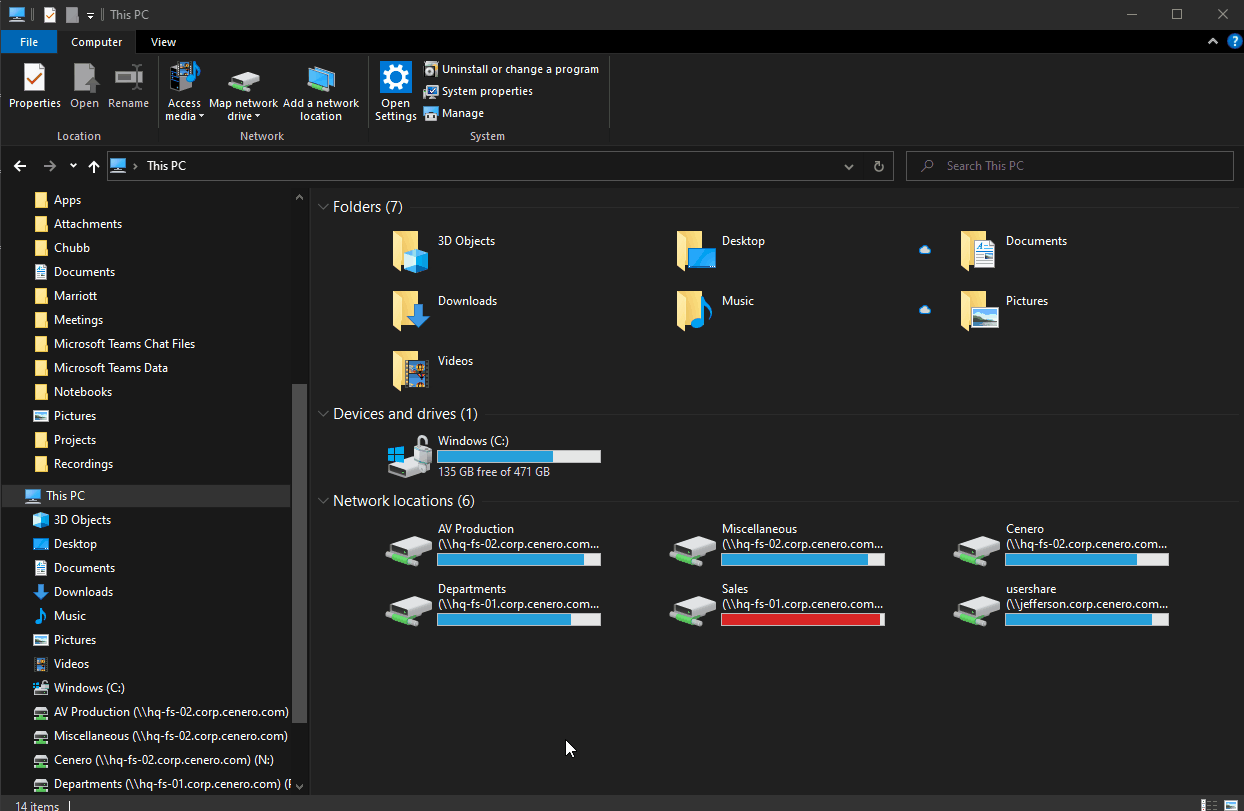 This PC
File
Computer
View
?
Properties
Open
Rename
Access media
Map network drive
Add a network location
Open Settings
Uninstall or change a program
System properties
Manage
Location
Network
System
This PC
Search This PC
Apps
Attachments
Chubb
Documents
Marriott
Meetings
Microsoft Teams Chat Files
Microsoft Teams Data
Notebooks
Pictures
Projects
Recordings
This PC
3D Objects
Desktop
Documents
Downloads
Music
Pictures
Videos
Windows (C:)
AV Production (\\hq-fs-02.corp.cenero.com)
Miscellaneous (\\hq-fs-02.corp.cenero.com)
Cenero (\\hq-fs-02.corp.cenero.com) (N:)
Departments (\\hq-fs-01.corp.cenero.com) (
Folders (7)
3D Objects
Desktop
Documents
Downloads
Music
Pictures
Videos
Devices and drives (1)
Windows (C:)
135 GB free of 471 GB
Network locations (6)
AV Production
(\\hq-fs-02.corp.cenero.com...
Miscellaneous
(\\hq-fs-02.corp.cenero.com...
Cenero
(\\hq-fs-02.corp.cenero.com...
Departments
(\\hq-fs-01.corp.cenero.com...
Sales
(\\hq-fs-01.corp.cenero.com...
usershare
(\\jefferson.corp.cenero.com...
14 items